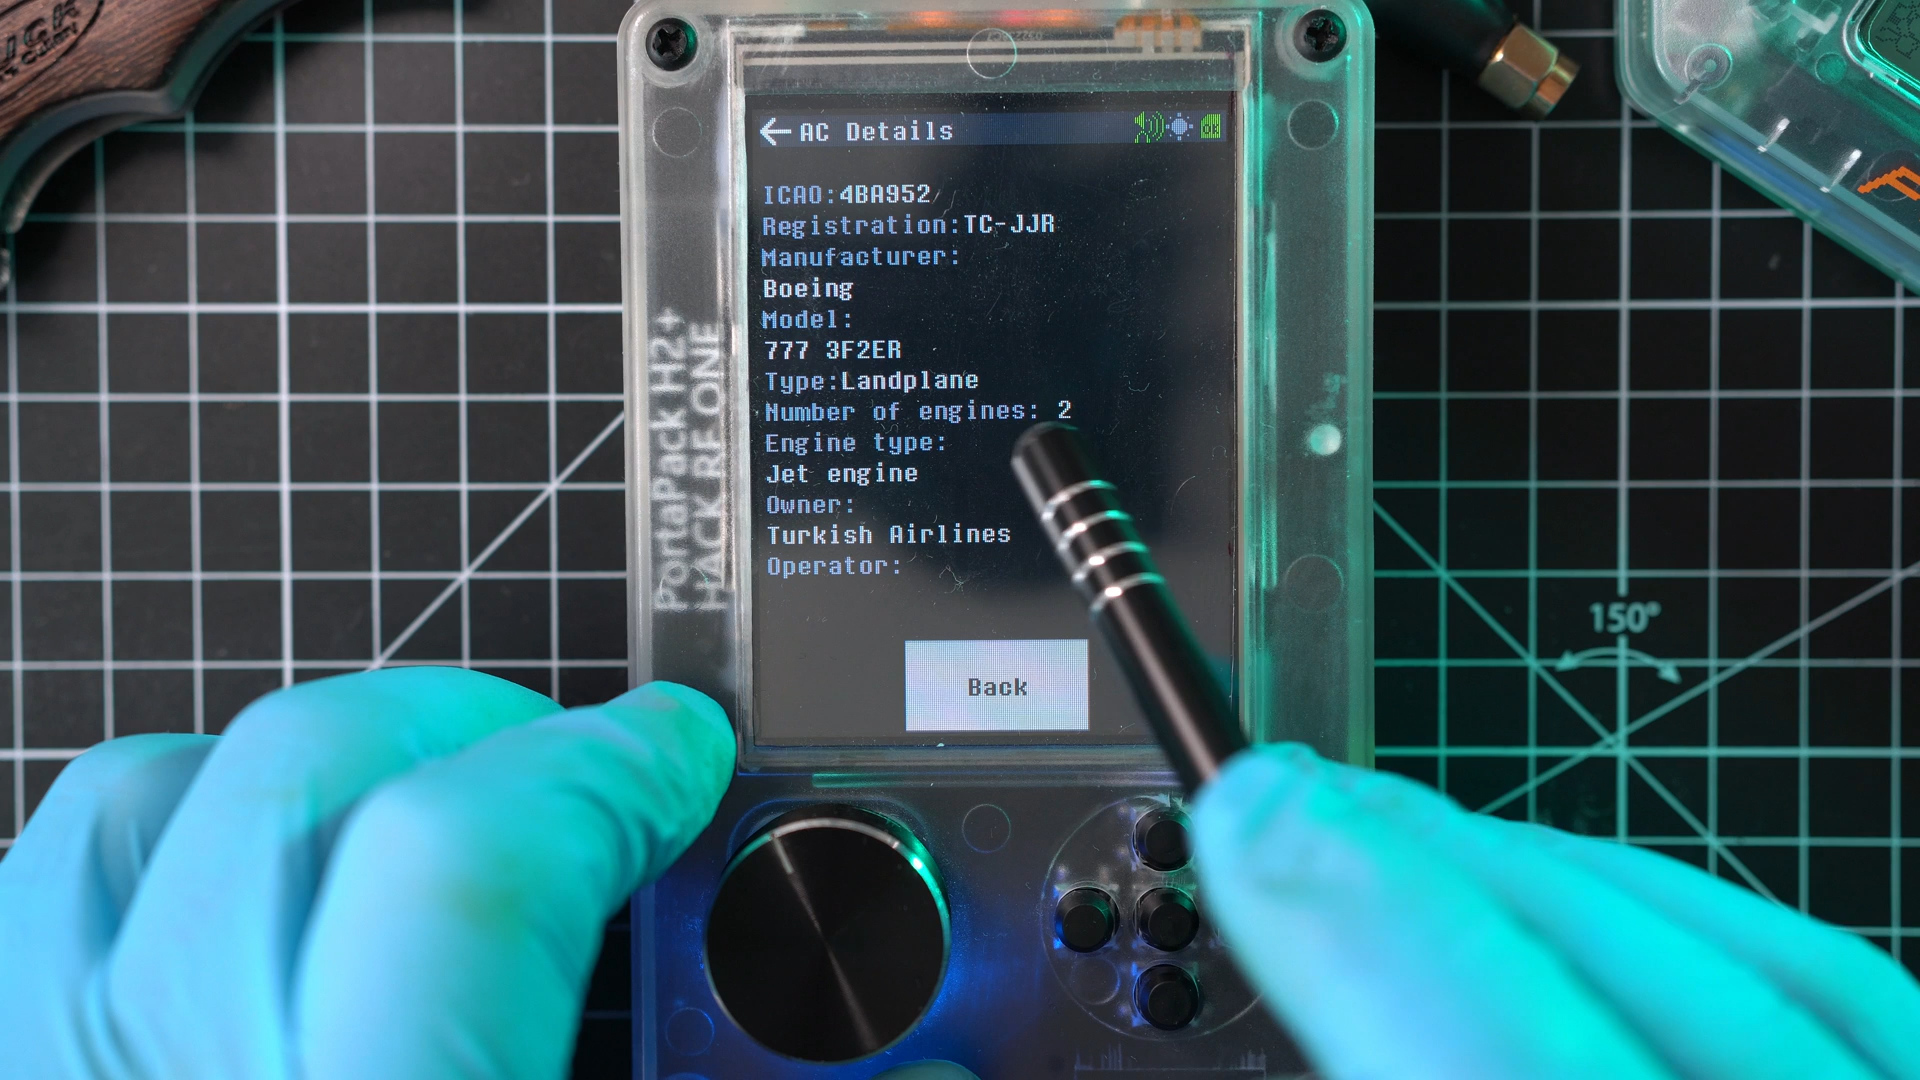 AC Details
ICAO:4BA952
Registration:TC-JJR
Manufacturer:
Boeing
Model:
777 3F2ER
Type:Landplane
Number of engines: 2
Engine type:
Jet engine
Owner:
Turkish Airlines
Operator:
Back
PortaPack H2+
HACK RF ONE
150°